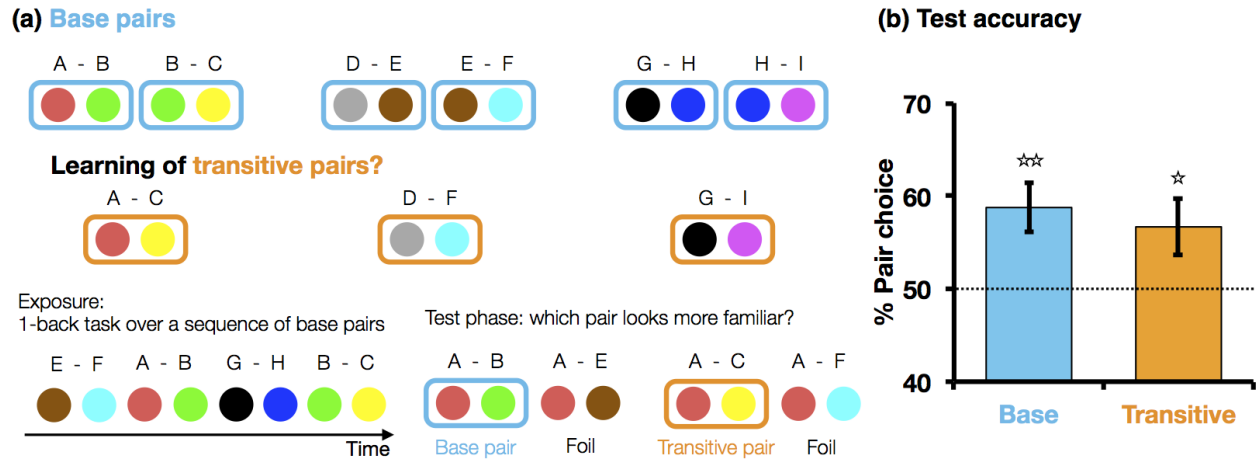 (a) Base pairs
A - B B - C D - E E - F G - H H - I
Learning of transitive pairs?
A - C D - F G - I
Exposure:
1-back task over a sequence of base pairs
E - F A - B G - H B - C
Time
Test phase: which pair looks more familiar?
A - B A - E A - C A - F
Base pair Foil Transitive pair Foil
(b) Test accuracy
% Pair choice
70
60
50
40
☆☆
☆
Base Transitive